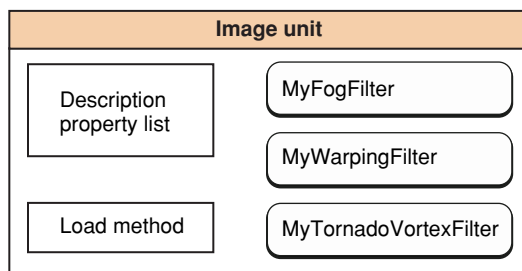 Image unit
Description
property list
Load method
MyFogFilter
MyWarpingFilter
MyTornadoVortexFilter